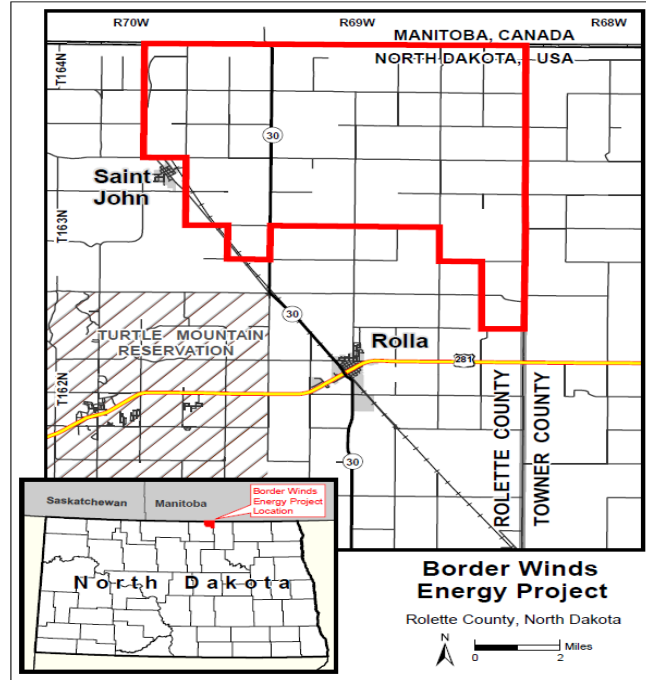 R70W
R69W
R68W
MANITOBA, CANADA
NORTH DAKOTA, USA
T164N
30
Saint
John
T163N
30
TURTLE MOUNTAIN
RESERVATION
Rolla
281
T162N
ROLETTE COUNTY
TOWNER COUNTY
30
Saskatchewan
Manitoba
Border Winds
Energy Project
Location
North Dakota
Border Winds
Energy Project
Rolette County, North Dakota
N
Miles
0
2